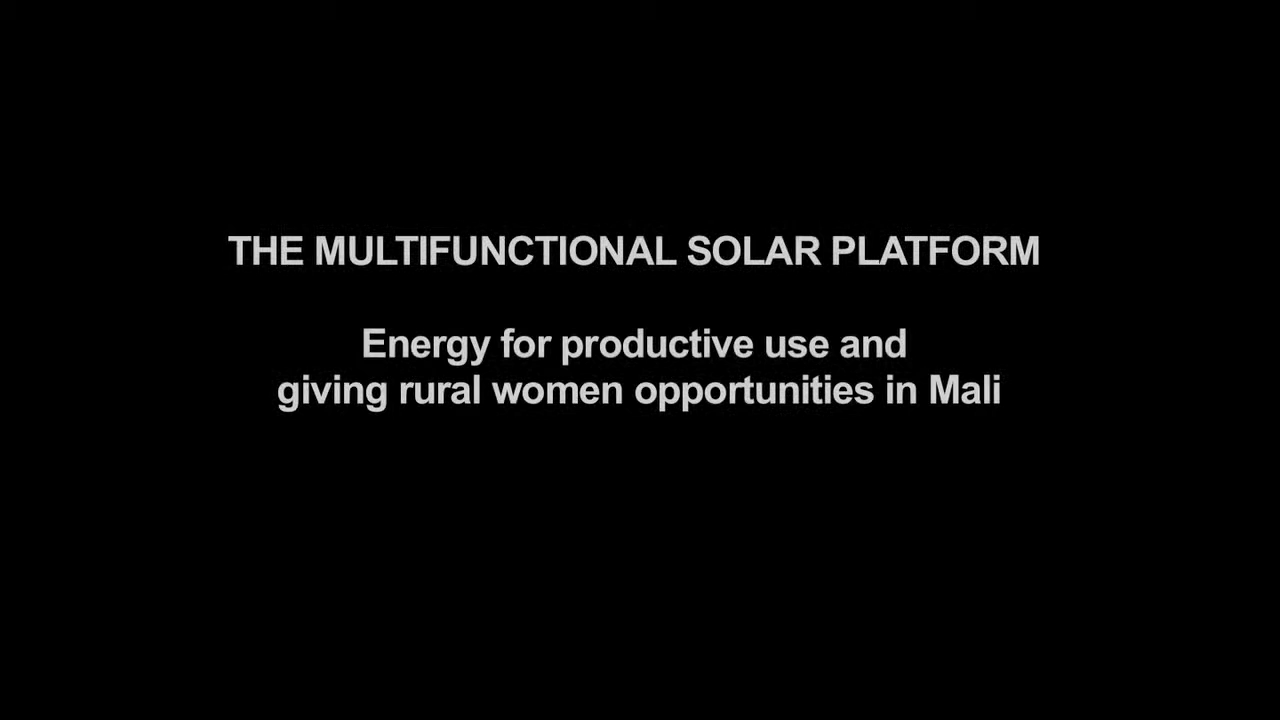 THE MULTIFUNCTIONAL SOLAR PLATFORM
Energy for productive use and
giving rural women opportunities in Mali